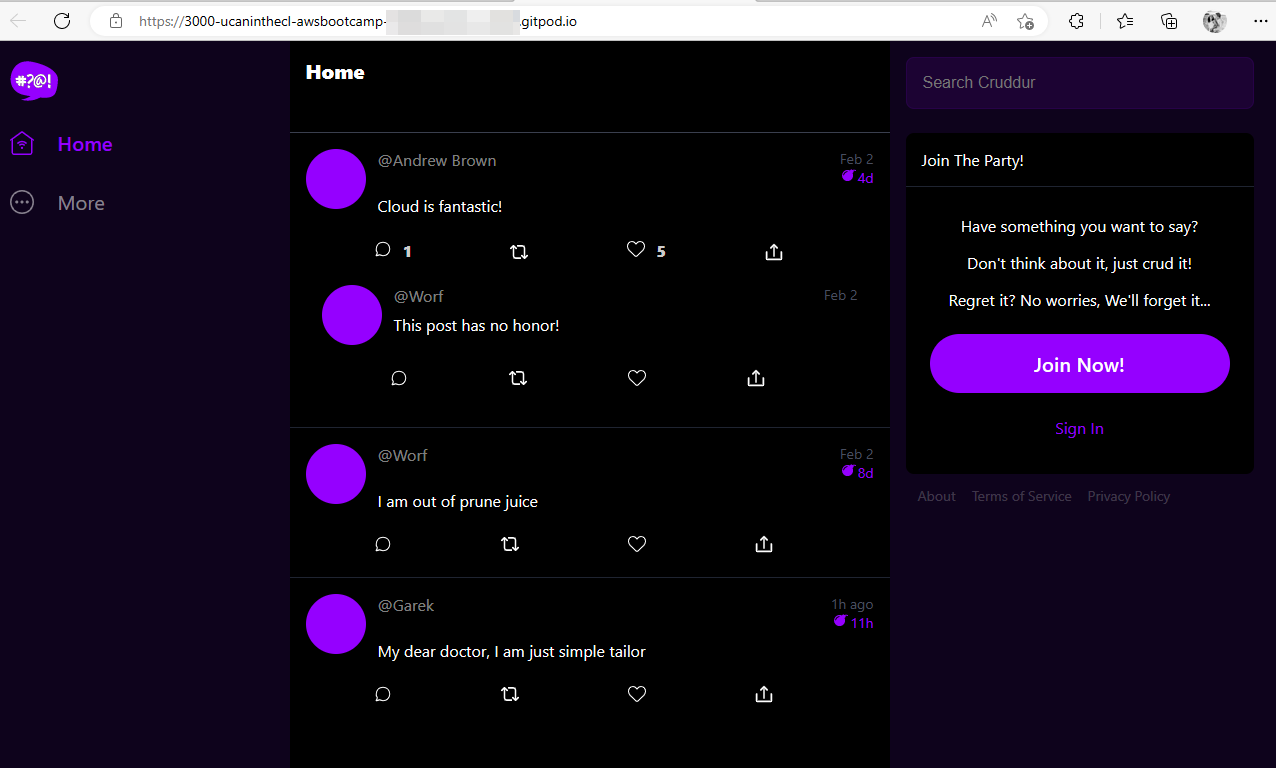 https://3000-ucaninthecl-awsbootcamp-
.gitpod.io
#?@!
Home
More
Home
@Andrew Brown
Feb 2
4d
Cloud is fantastic!
1
5
@Worf
Feb 2
This post has no honor!
@Worf
Feb 2
8d
I am out of prune juice
@Garek
1h ago
11h
My dear doctor, I am just simple tailor
Search Cruddur
Join The Party!
Have something you want to say?
Don't think about it, just crud it!
Regret it? No worries, We'll forget it...
Join Now!
Sign In
About Terms of Service Privacy Policy